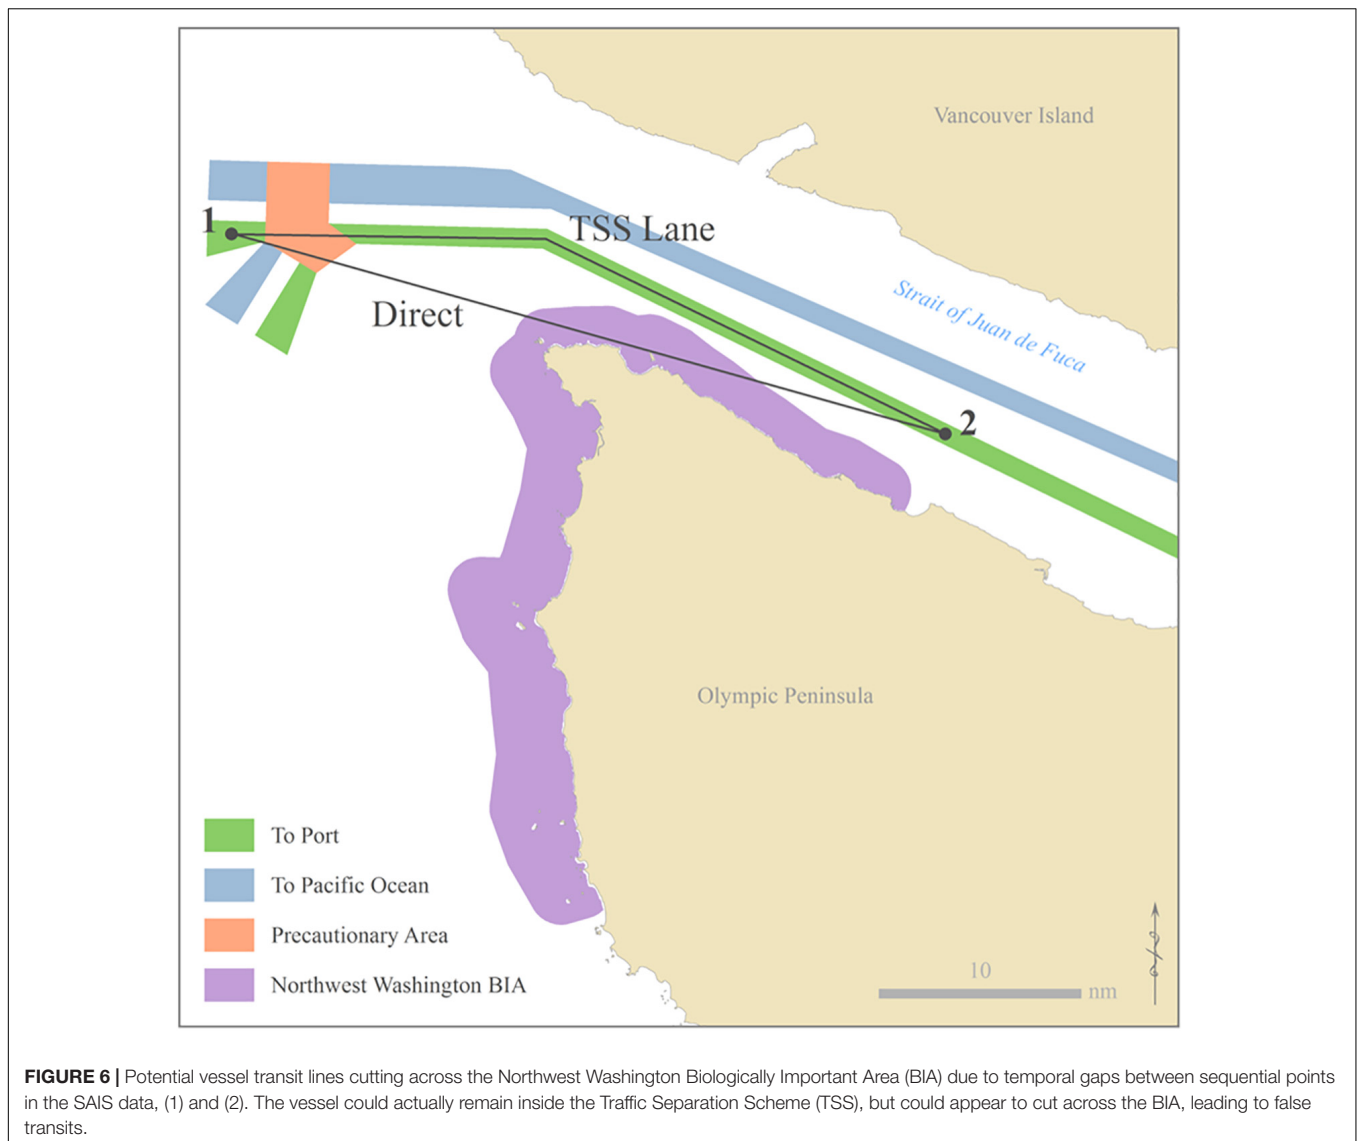 Vancouver Island
1
TSS Lane
Strait of Juan de Fuca
Direct
2
Olympic Peninsula
To Port
To Pacific Ocean
Precautionary Area
Northwest Washington BIA
10
nm
FIGURE 6 | Potential vessel transit lines cutting across the Northwest Washington Biologically Important Area (BIA) due to temporal gaps between sequential points
in the SAIS data, (1) and (2). The vessel could actually remain inside the Traffic Separation Scheme (TSS), but could appear to cut across the BIA, leading to false
transits.